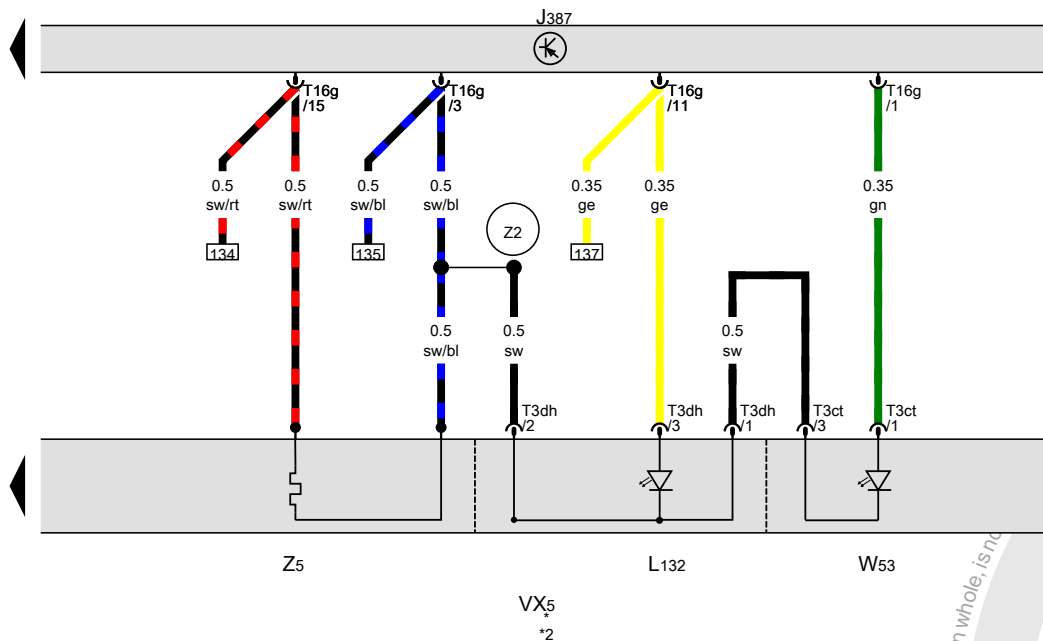 J387
T16g
/15
T16g
/3
T16g
/11
T16g
/1
0.5
sw/rt
0.5
sw/rt
0.5
sw/bl
0.5
sw/bl
0.35
ge
0.35
ge
0.35
gn
134
135
Z2
137
0.5
sw/bl
0.5
sw
0.5
sw
T3dh
/2
T3dh
/3
T3dh
/1
T3ct
/3
T3ct
/1
Z5
L132
W53
VX5
*
*2
n whole, is no